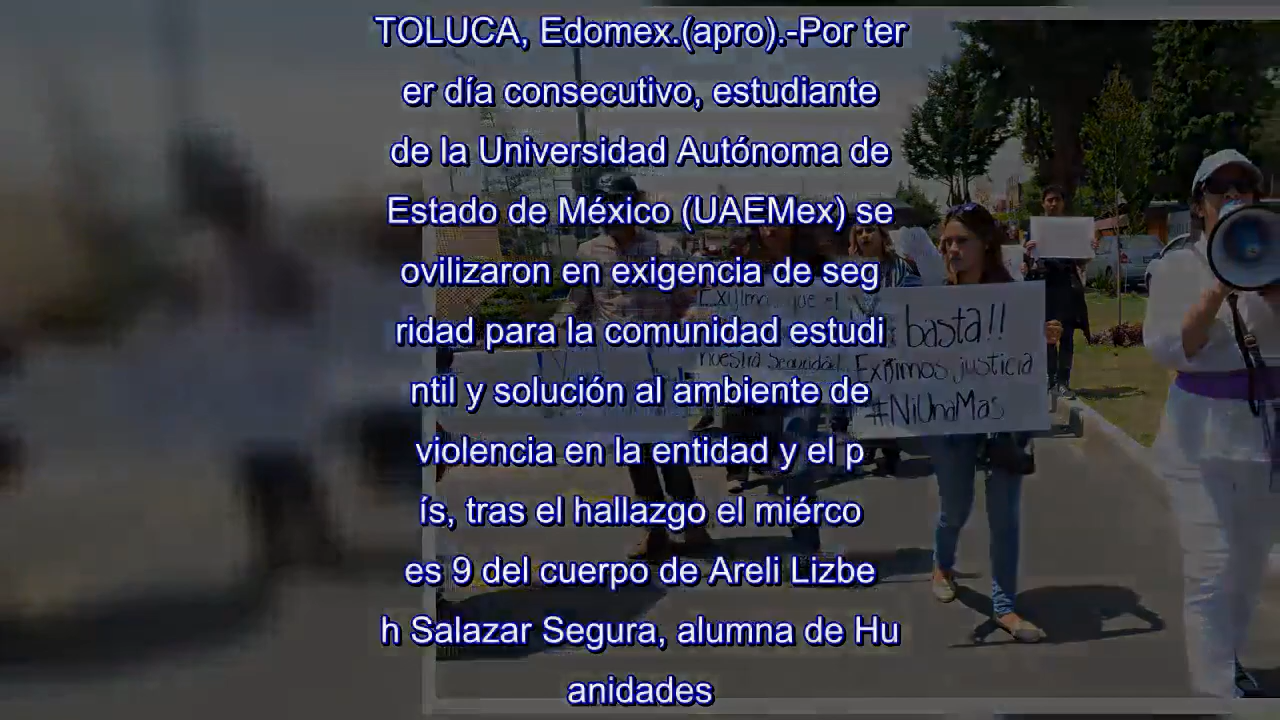 TOLUCA, Edomex.(apro).-Por ter
er día consecutivo, estudiante
de la Universidad Autónoma de
Estado de México (UAEMex) se
ovilizaron en exigencia de seg
ridad para la comunidad estudi
ntil y solución al ambiente de
violencia en la entidad y el p
ís, tras el hallazgo el miérco
es 9 del cuerpo de Areli Lizbe
h Salazar Segura, alumna de Hu
anidades
nuestra seguridad
basta!!
Exigimos justicia
#NiUnaMas